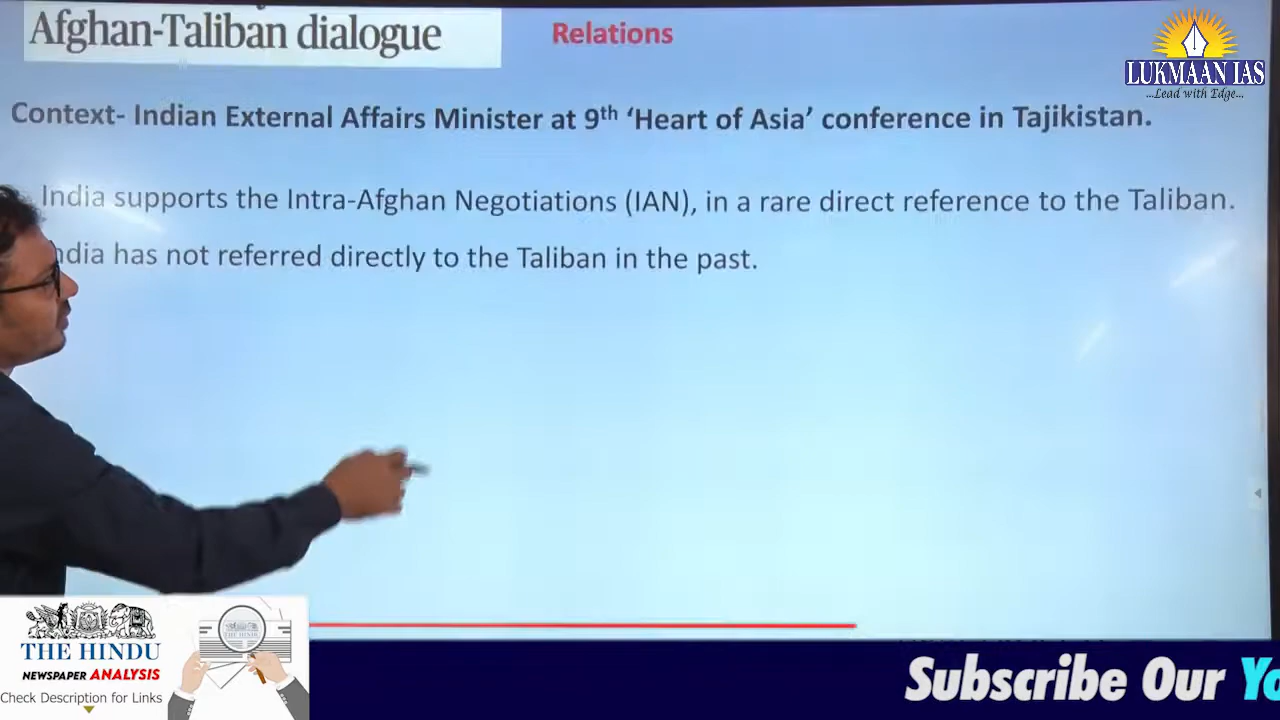 Afghan-Taliban dialogue
Relations
LUKMAAN IAS
...Lead with Edge...
Context- Indian External Affairs Minister at 9th ‘Heart of Asia’ conference in Tajikistan.
India supports the Intra-Afghan Negotiations (IAN), in a rare direct reference to the Taliban.
ndia has not referred directly to the Taliban in the past.
THE HINDU
NEWSPAPER ANALYSIS
Check Description for Links
THE HINDU
Subscribe Our Yo